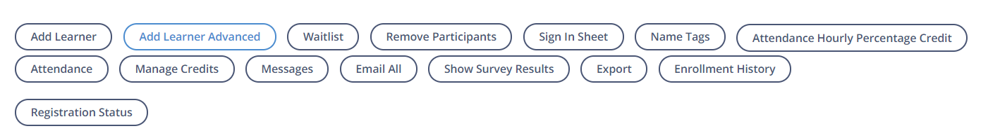 Add Learner Add Learner Advanced Waitlist Remove Participants Sign In Sheet Name Tags Attendance Hourly Percentage Credit
Attendance Manage Credits Messages Email All Show Survey Results Export Enrollment History
Registration Status